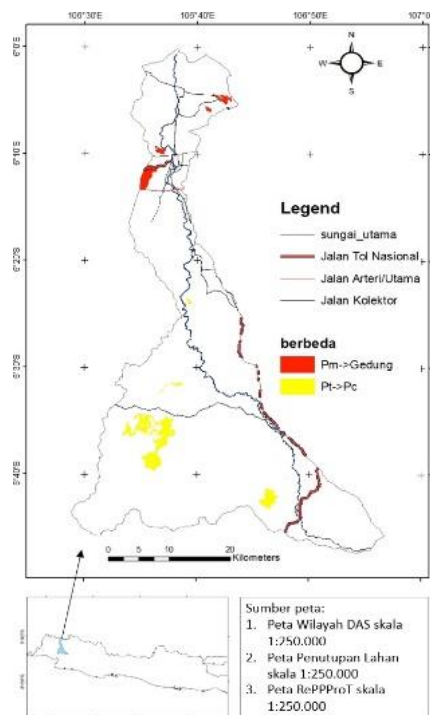 106°30'E 106°40'E 106°50'E 107°0
6°0'S
6°10'S
6°20'S
6°30'S
6°40'S
N
W E
S
Legend
sungai_utama
Jalan Tol Nasional
Jalan Arteri/Utama
Jalan Kolektor
berbeda
Pm->Gedung
Pt->Pc
0 5 10 20
Kilometers
Sumber peta:
1. Peta Wilayah DAS skala
1:250.000
2. Peta Penutupan Lahan
skala 1:250.000
3. Peta RePPProT skala
1:250.000